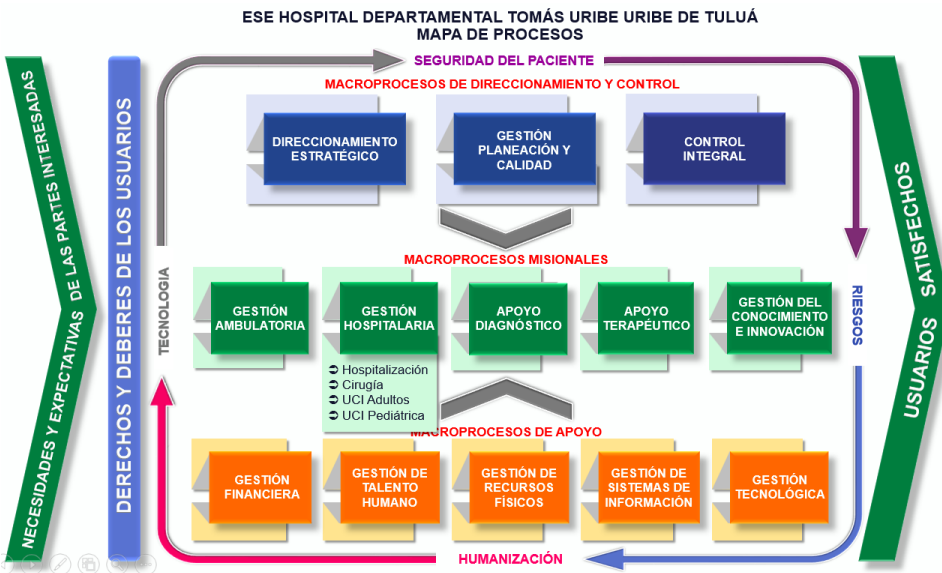 ESE HOSPITAL DEPARTAMENTAL TOMÁS URIBE URIBE DE TULUÁ
MAPA DE PROCESOS
NECESIDADES Y EXPECTATIVAS DE LAS PARTES INTERESADAS
DERECHOS Y DEBERES DE LOS USUARIOS
TECNOLOGIA
SEGURIDAD DEL PACIENTE
MACROPROCESOS DE DIRECCIONAMIENTO Y CONTROL
DIRECCIONAMIENTO
ESTRATÉGICO
GESTIÓN
PLANEACIÓN Y
CALIDAD
CONTROL
INTEGRAL
MACROPROCESOS MISIONALES
GESTIÓN
AMBULATORIA
GESTIÓN
HOSPITALARIA
Hospitalización
Cirugía
UCI Adultos
UCI Pediátrica
APOYO
DIAGNÓSTICO
APOYO
TERAPÉUTICO
GESTIÓN DEL
CONOCIMIENTO
E INNOVACIÓN
MACROPROCESOS DE APOYO
GESTIÓN
FINANCIERA
GESTIÓN DE
TALENTO
HUMANO
GESTIÓN DE
RECURSOS
FÍSICOS
GESTIÓN DE
SISTEMAS DE
INFORMACIÓN
GESTIÓN
TECNOLÓGICA
HUMANIZACIÓN
RIESGOS
USUARIOS SATISFECHOS